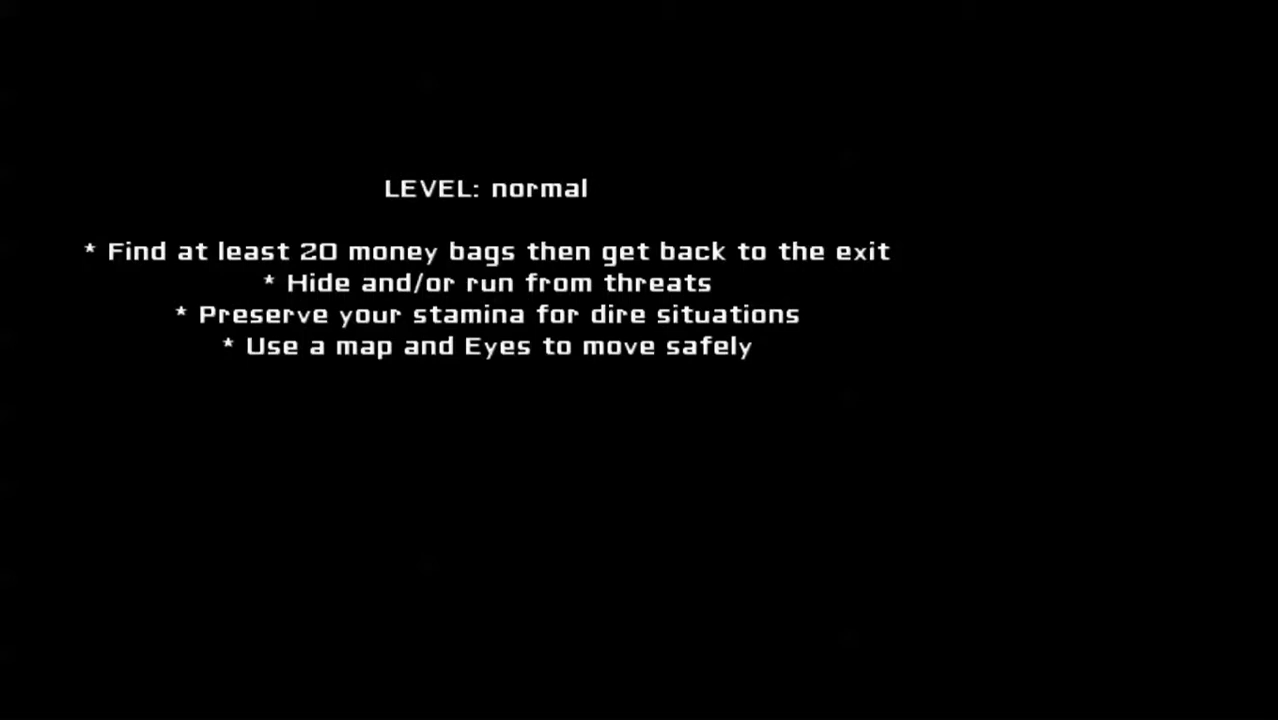 LEVEL: normal
* Find at least 20 money bags then get back to the exit
* Hide and/or run from threats
* Preserve your stamina for dire situations
* Use a map and Eyes to move safely